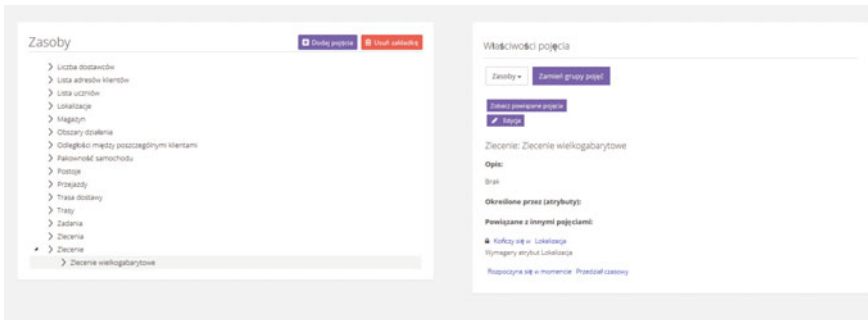 Zasoby
Dodaj pojęcia
Usuń zakładkę
Liczba dostawców
Lista adresów klientów
Lista uczniów
Lokalizacje
Magazyn
Obszary działania
Odległości między poszczególnymi klientami
Pakowność samochodu
Postoje
Przejazdy
Trasa dostawy
Trasy
Zadania
Zlecenia
Zlecenie
Zlecenie wielkogabarytowe
Właściwości pojęcia
Zasoby
Zamień grupy pojęć
Zobacz powiązane pojęcia
Edycja
Zlecenie: Zlecenie wielkogabarytowe
Opis:
Brak
Określone przez (atrybuty):
Powiązane z innymi pojęciami:
Kończy się w Lokalizacja
Wymagany atrybut Lokalizacja
Rozpoczyna się w momencie Przedział czasowy